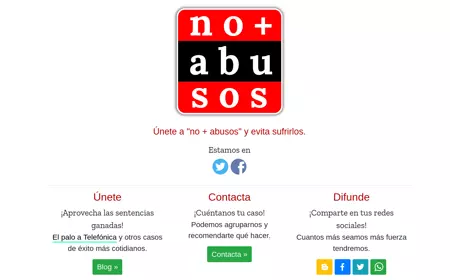 no+
abu
sos
Únete a "no + abusos" y evita sufrirlos.
Estamos en
Únete
¡Aprovecha las sentencias
ganadas!
El palo a Telefónica y otros casos
de éxito más cotidianos.
Blog »
Contacta
¡Cuéntanos tu caso!
Podemos agruparnos y
recomendarte qué hacer.
Contacta »
Difunde
¡Comparte en tus redes
sociales!
Cuantos más seamos más fuerza
tendremos.